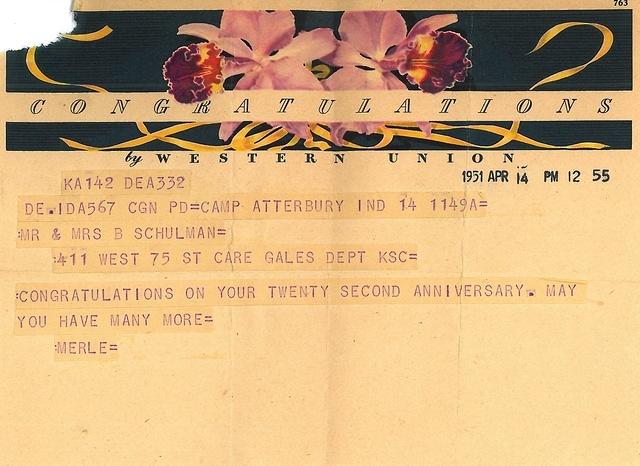 763
CONGRATULATIONS
by WESTERN UNION
KA142 DEA332
1951 APR 14 PM 12 55
DE.IDA567 CGN PD=CAMP ATTERBURY IND 14 1149A=
:MR & MRS B SCHULMAN=
:411 WEST 75 ST CARE GALES DEPT KSC=
:CONGRATULATIONS ON YOUR TWENTY SECOND ANNIVERSARY. MAY
YOU HAVE MANY MORE=
:MERLE=